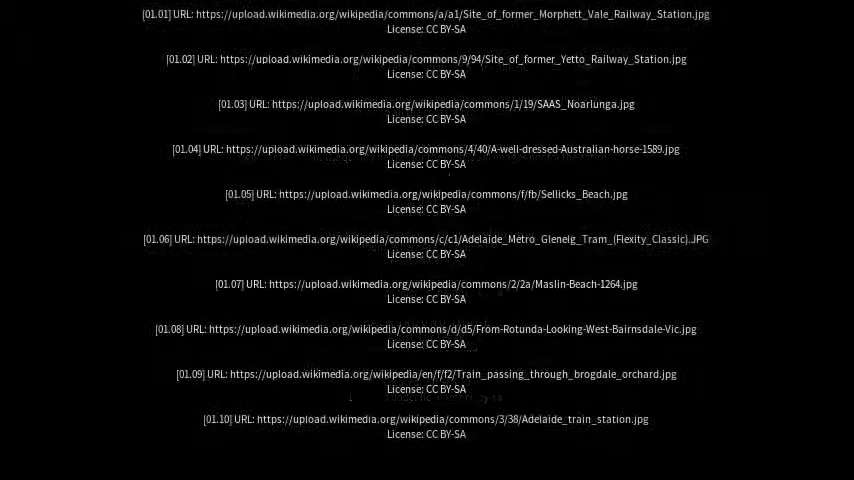 [01.01] URL: https://upload.wikimedia.org/wikipedia/commons/a/a1/Site_of_former_Morphett_Vale_Railway_Station.jpg
License: CC BY-SA
[01.02] URL: https://upload.wikimedia.org/wikipedia/commons/9/94/Site_of_former_Yetto_Railway_Station.jpg
License: CC BY-SA
[01.03] URL: https://upload.wikimedia.org/wikipedia/commons/1/19/SAAS_Noarlunga.jpg
License: CC BY-SA
[01.04] URL: https://upload.wikimedia.org/wikipedia/commons/4/40/A-well-dressed-Australian-horse-1589.jpg
License: CC BY-SA
[01.05] URL: https://upload.wikimedia.org/wikipedia/commons/f/fb/Sellicks_Beach.jpg
License: CC BY-SA
[01.06] URL: https://upload.wikimedia.org/wikipedia/commons/c/c1/Adelaide_Metro_Glenelg_Tram_(Flexity_Classic).JPG
License: CC BY-SA
[01.07] URL: https://upload.wikimedia.org/wikipedia/commons/2/2a/Maslin-Beach-1264.jpg
License: CC BY-SA
[01.08] URL: https://upload.wikimedia.org/wikipedia/commons/d/d5/From-Rotunda-Looking-West-Bairnsdale-Vic.jpg
License: CC BY-SA
[01.09] URL: https://upload.wikimedia.org/wikipedia/en/f/f2/Train_passing_through_brogdale_orchard.jpg
License: CC BY-SA
[01.10] URL: https://upload.wikimedia.org/wikipedia/commons/3/38/Adelaide_train_station.jpg
License: CC BY-SA